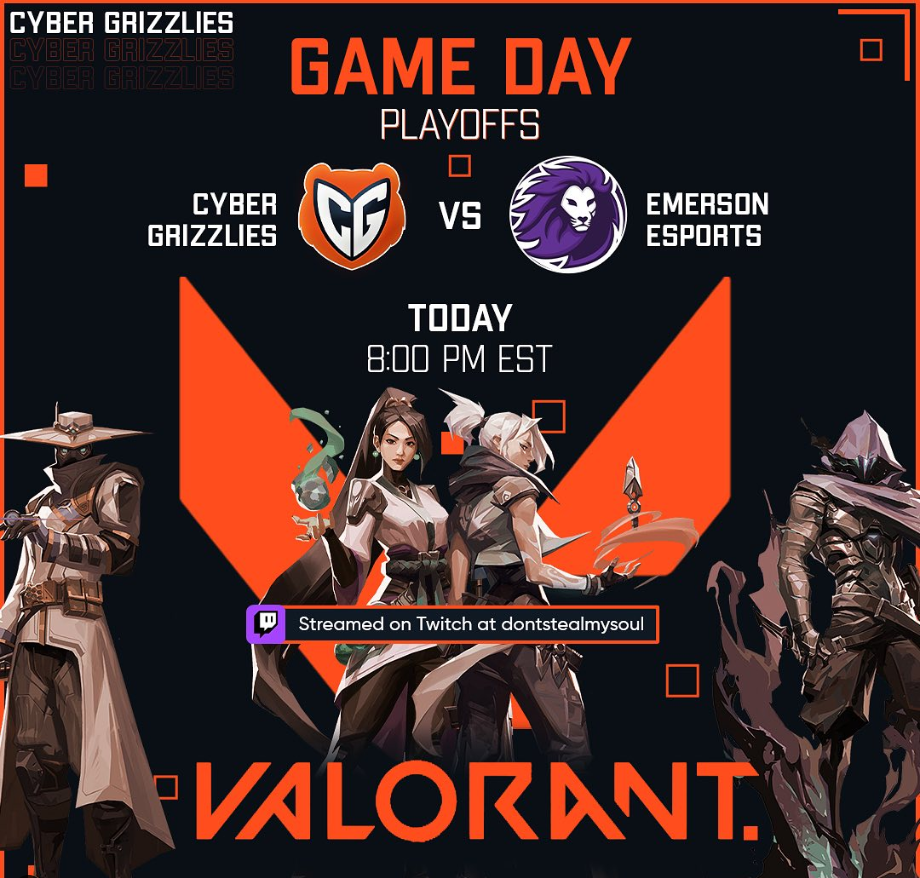 CYBER GRIZZLIES
CYBER GRIZZLIES
CYBER GRIZZLIES
GAME DAY
PLAYOFFS
CYBER
GRIZZLIES
CG
VS
EMERSON
ESPORTS
TODAY
8:00 PM EST
Streamed on Twitch at dontstealmysoul
VALORANT.